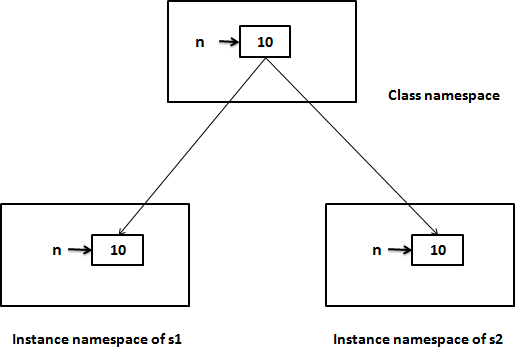 n 10
Class namespace
n 10
n 10
Instance namespace of s1
Instance namespace of s2